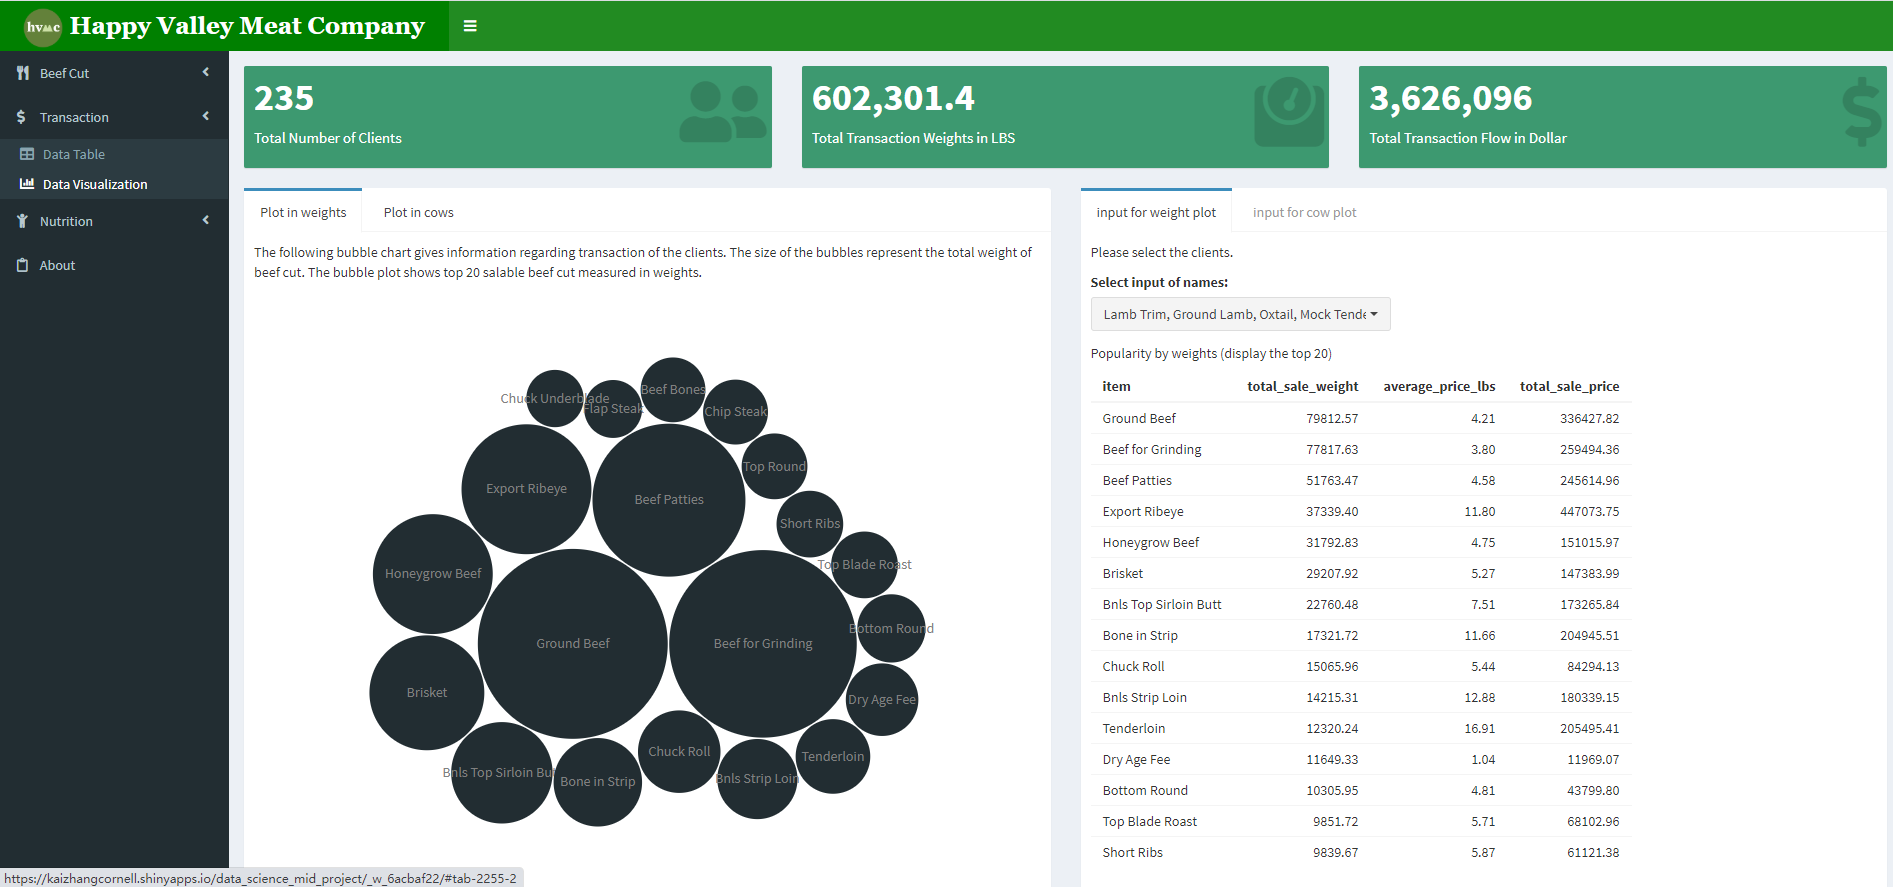 hvmc Happy Valley Meat Company
Beef Cut
Transaction
Data Table
Data Visualization
Nutrition
About
235
Total Number of Clients
602,301.4
Total Transaction Weights in LBS
3,626,096
Total Transaction Flow in Dollar
Plot in weights Plot in cows
The following bubble chart gives information regarding transaction of the clients. The size of the bubbles represent the total weight of
beef cut. The bubble plot shows top 20 salable beef cut measured in weights.
Chuck Underblade
Flap Steak
Beef Bones
Chip Steak
Top Round
Export Ribeye
Beef Patties
Short Ribs
Top Blade Roast
Honeygrow Beef
Bottom Round
Ground Beef
Beef for Grinding
Brisket
Dry Age Fee
Chuck Roll
Tenderloin
Bnls Top Sirloin But
Bone in Strip
Bnls Strip Loin
input for weight plot input for cow plot
Please select the clients.
Select input of names:
Lamb Trim, Ground Lamb, Oxtail, Mock Tende
Popularity by weights (display the top 20)
item total_sale_weight average_price_lbs total_sale_price
Ground Beef 79812.57 4.21 336427.82
Beef for Grinding 77817.63 3.80 259494.36
Beef Patties 51763.47 4.58 245614.96
Export Ribeye 37339.40 11.80 447073.75
Honeygrow Beef 31792.83 4.75 151015.97
Brisket 29207.92 5.27 147383.99
Bnls Top Sirloin Butt 22760.48 7.51 173265.84
Bone in Strip 17321.72 11.66 204945.51
Chuck Roll 15065.96 5.44 84294.13
Bnls Strip Loin 14215.31 12.88 180339.15
Tenderloin 12320.24 16.91 205495.41
Dry Age Fee 11649.33 1.04 11969.07
Bottom Round 10305.95 4.81 43799.80
Top Blade Roast 9851.72 5.71 68102.96
Short Ribs 9839.67 5.87 61121.38
https://kaizhangcornell.shinyapps.io/data_science_mid_project/_w_6acbaf22/#tab-2255-2